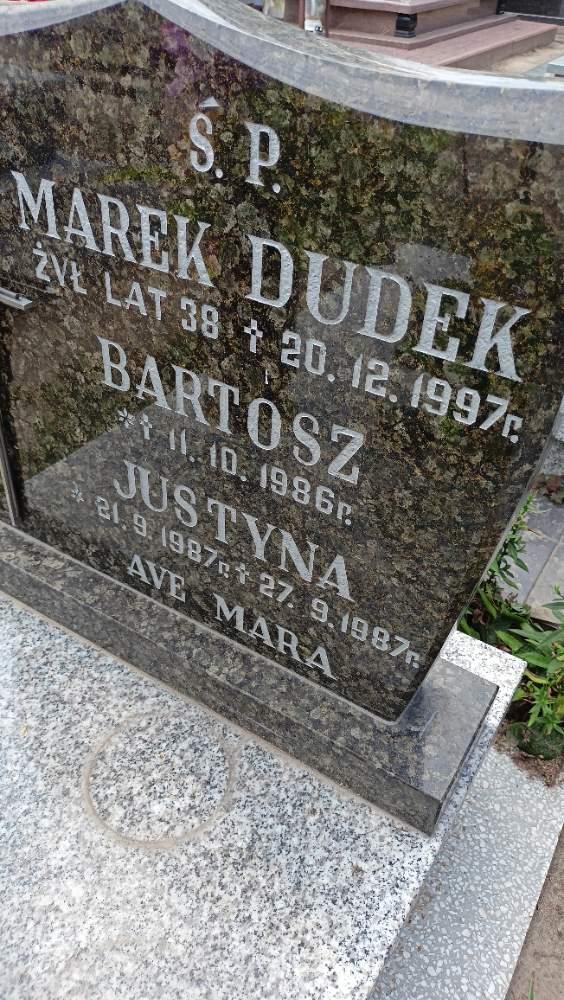 Ś. P.
MAREK DUDEK
ŻYŁ LAT 38 ✝ 20. 12. 1997r.
BARTOSZ
*✝ 11. 10. 1986r.
JUSTYNA
* 21. 9. 1987r. ✝ 27. 9. 1987r.
AVE MARA